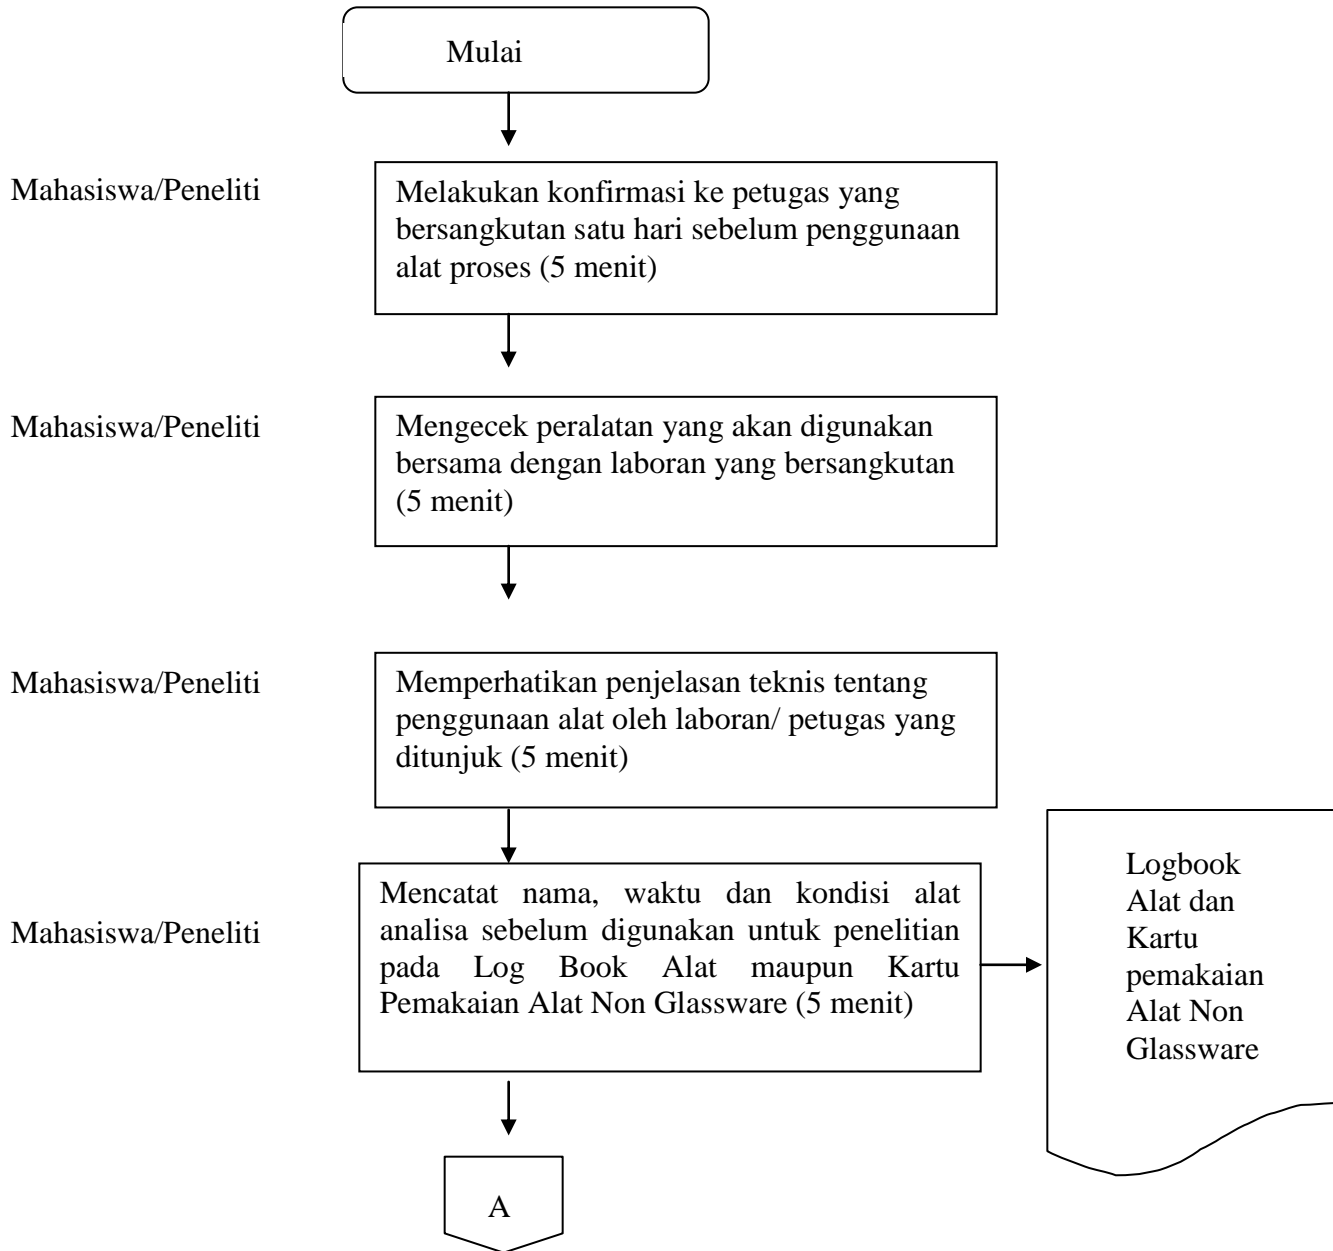 Mulai
Mahasiswa/Peneliti
Melakukan konfirmasi ke petugas yang
bersangkutan satu hari sebelum penggunaan
alat proses (5 menit)
Mahasiswa/Peneliti
Mengecek peralatan yang akan digunakan
bersama dengan laboran yang bersangkutan
(5 menit)
Mahasiswa/Peneliti
Memperhatikan penjelasan teknis tentang
penggunaan alat oleh laboran/ petugas yang
ditunjuk (5 menit)
Mahasiswa/Peneliti
Mencatat nama, waktu dan kondisi alat
analisa sebelum digunakan untuk penelitian
pada Log Book Alat maupun Kartu
Pemakaian Alat Non Glassware (5 menit)
Logbook
Alat dan
Kartu
pemakaian
Alat Non
Glassware
A